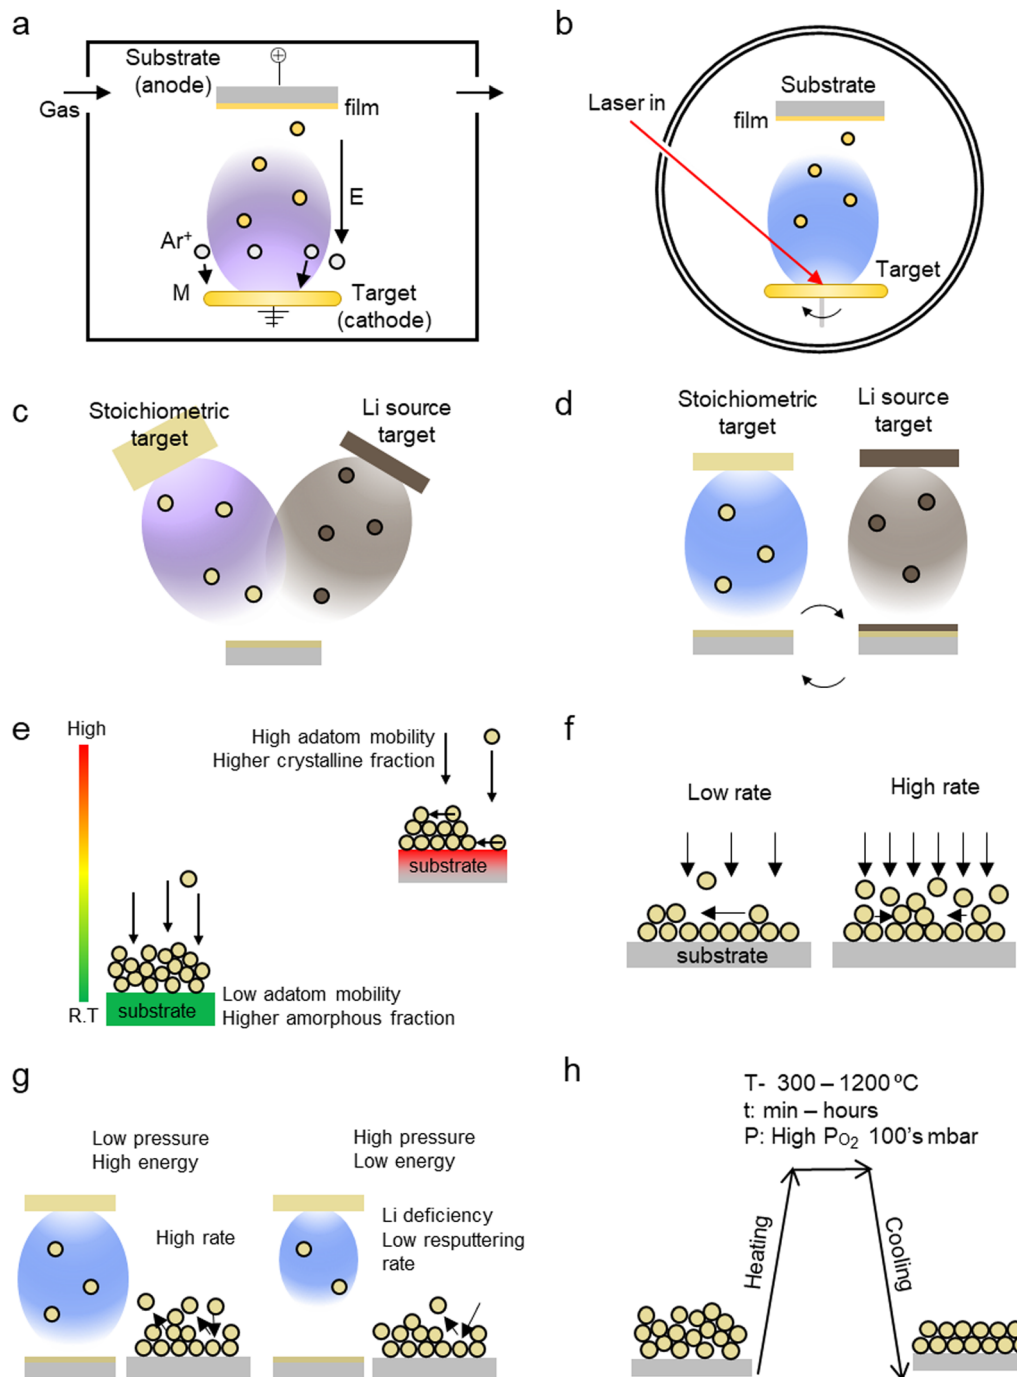 a
Substrate
(anode)
Gas
film
E
Ar+
M
Target
(cathode)
b
Substrate
Laser in
film
Target
c
Stoichiometric
target
Li source
target
d
Stoichiometric
target
Li source
target
e
High
High adatom mobility
Higher crystalline fraction
substrate
substrate
R.T
Low adatom mobility
Higher amorphous fraction
f
Low rate
High rate
substrate
g
Low pressure
High energy
High rate
High pressure
Low energy
Li deficiency
Low resputtering
rate
h
T- 300 – 1200 ºC
t: min – hours
P: High PO2 100's mbar
Heating
Cooling